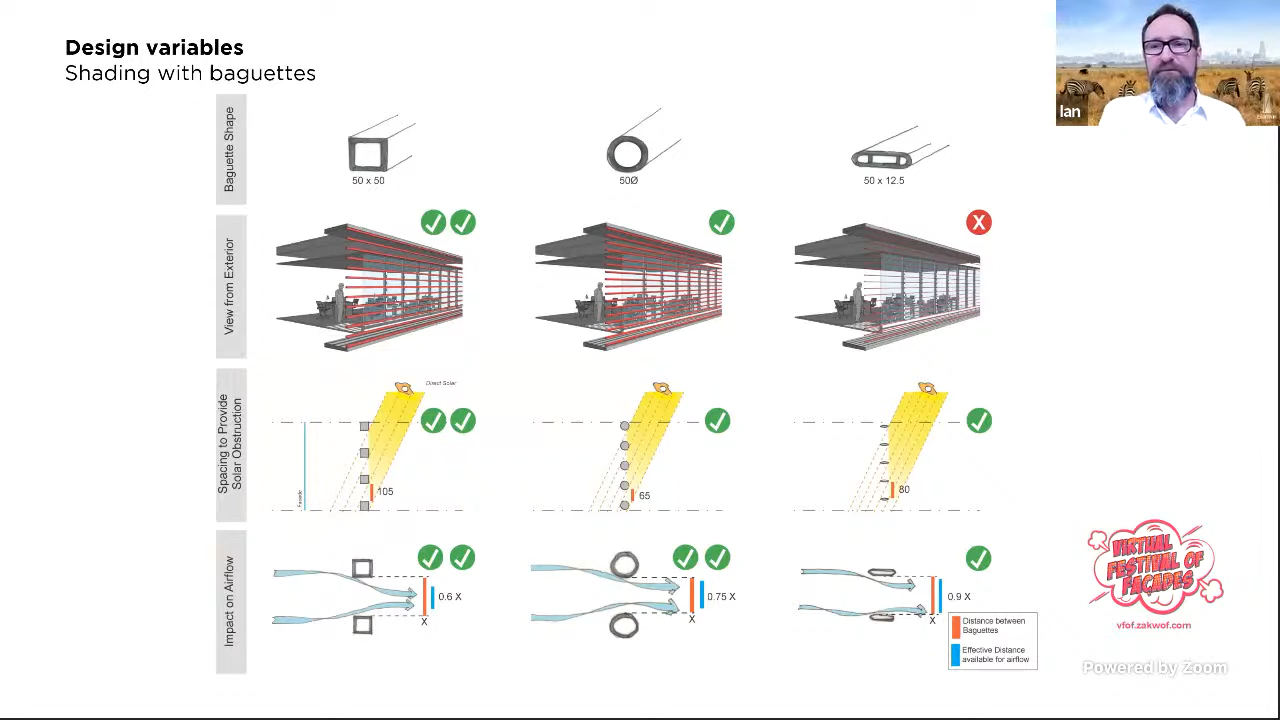 Design variables
Shading with baguettes
Ian
Baguette Shape
50 x 50
50Ø
50 x 12.5
View from Exterior
X
Spacing to Provide
Solar Obstruction
Direct Solar
Facade
105
65
80
Impact on Airflow
0.6 X
X
0.75 X
X
0.9 X
X
Distance between
Baguettes
Effective Distance
available for airflow
VIRTUAL
FESTIVAL OF
FAÇADES
vfof.zakwof.com
Powered by Zoom